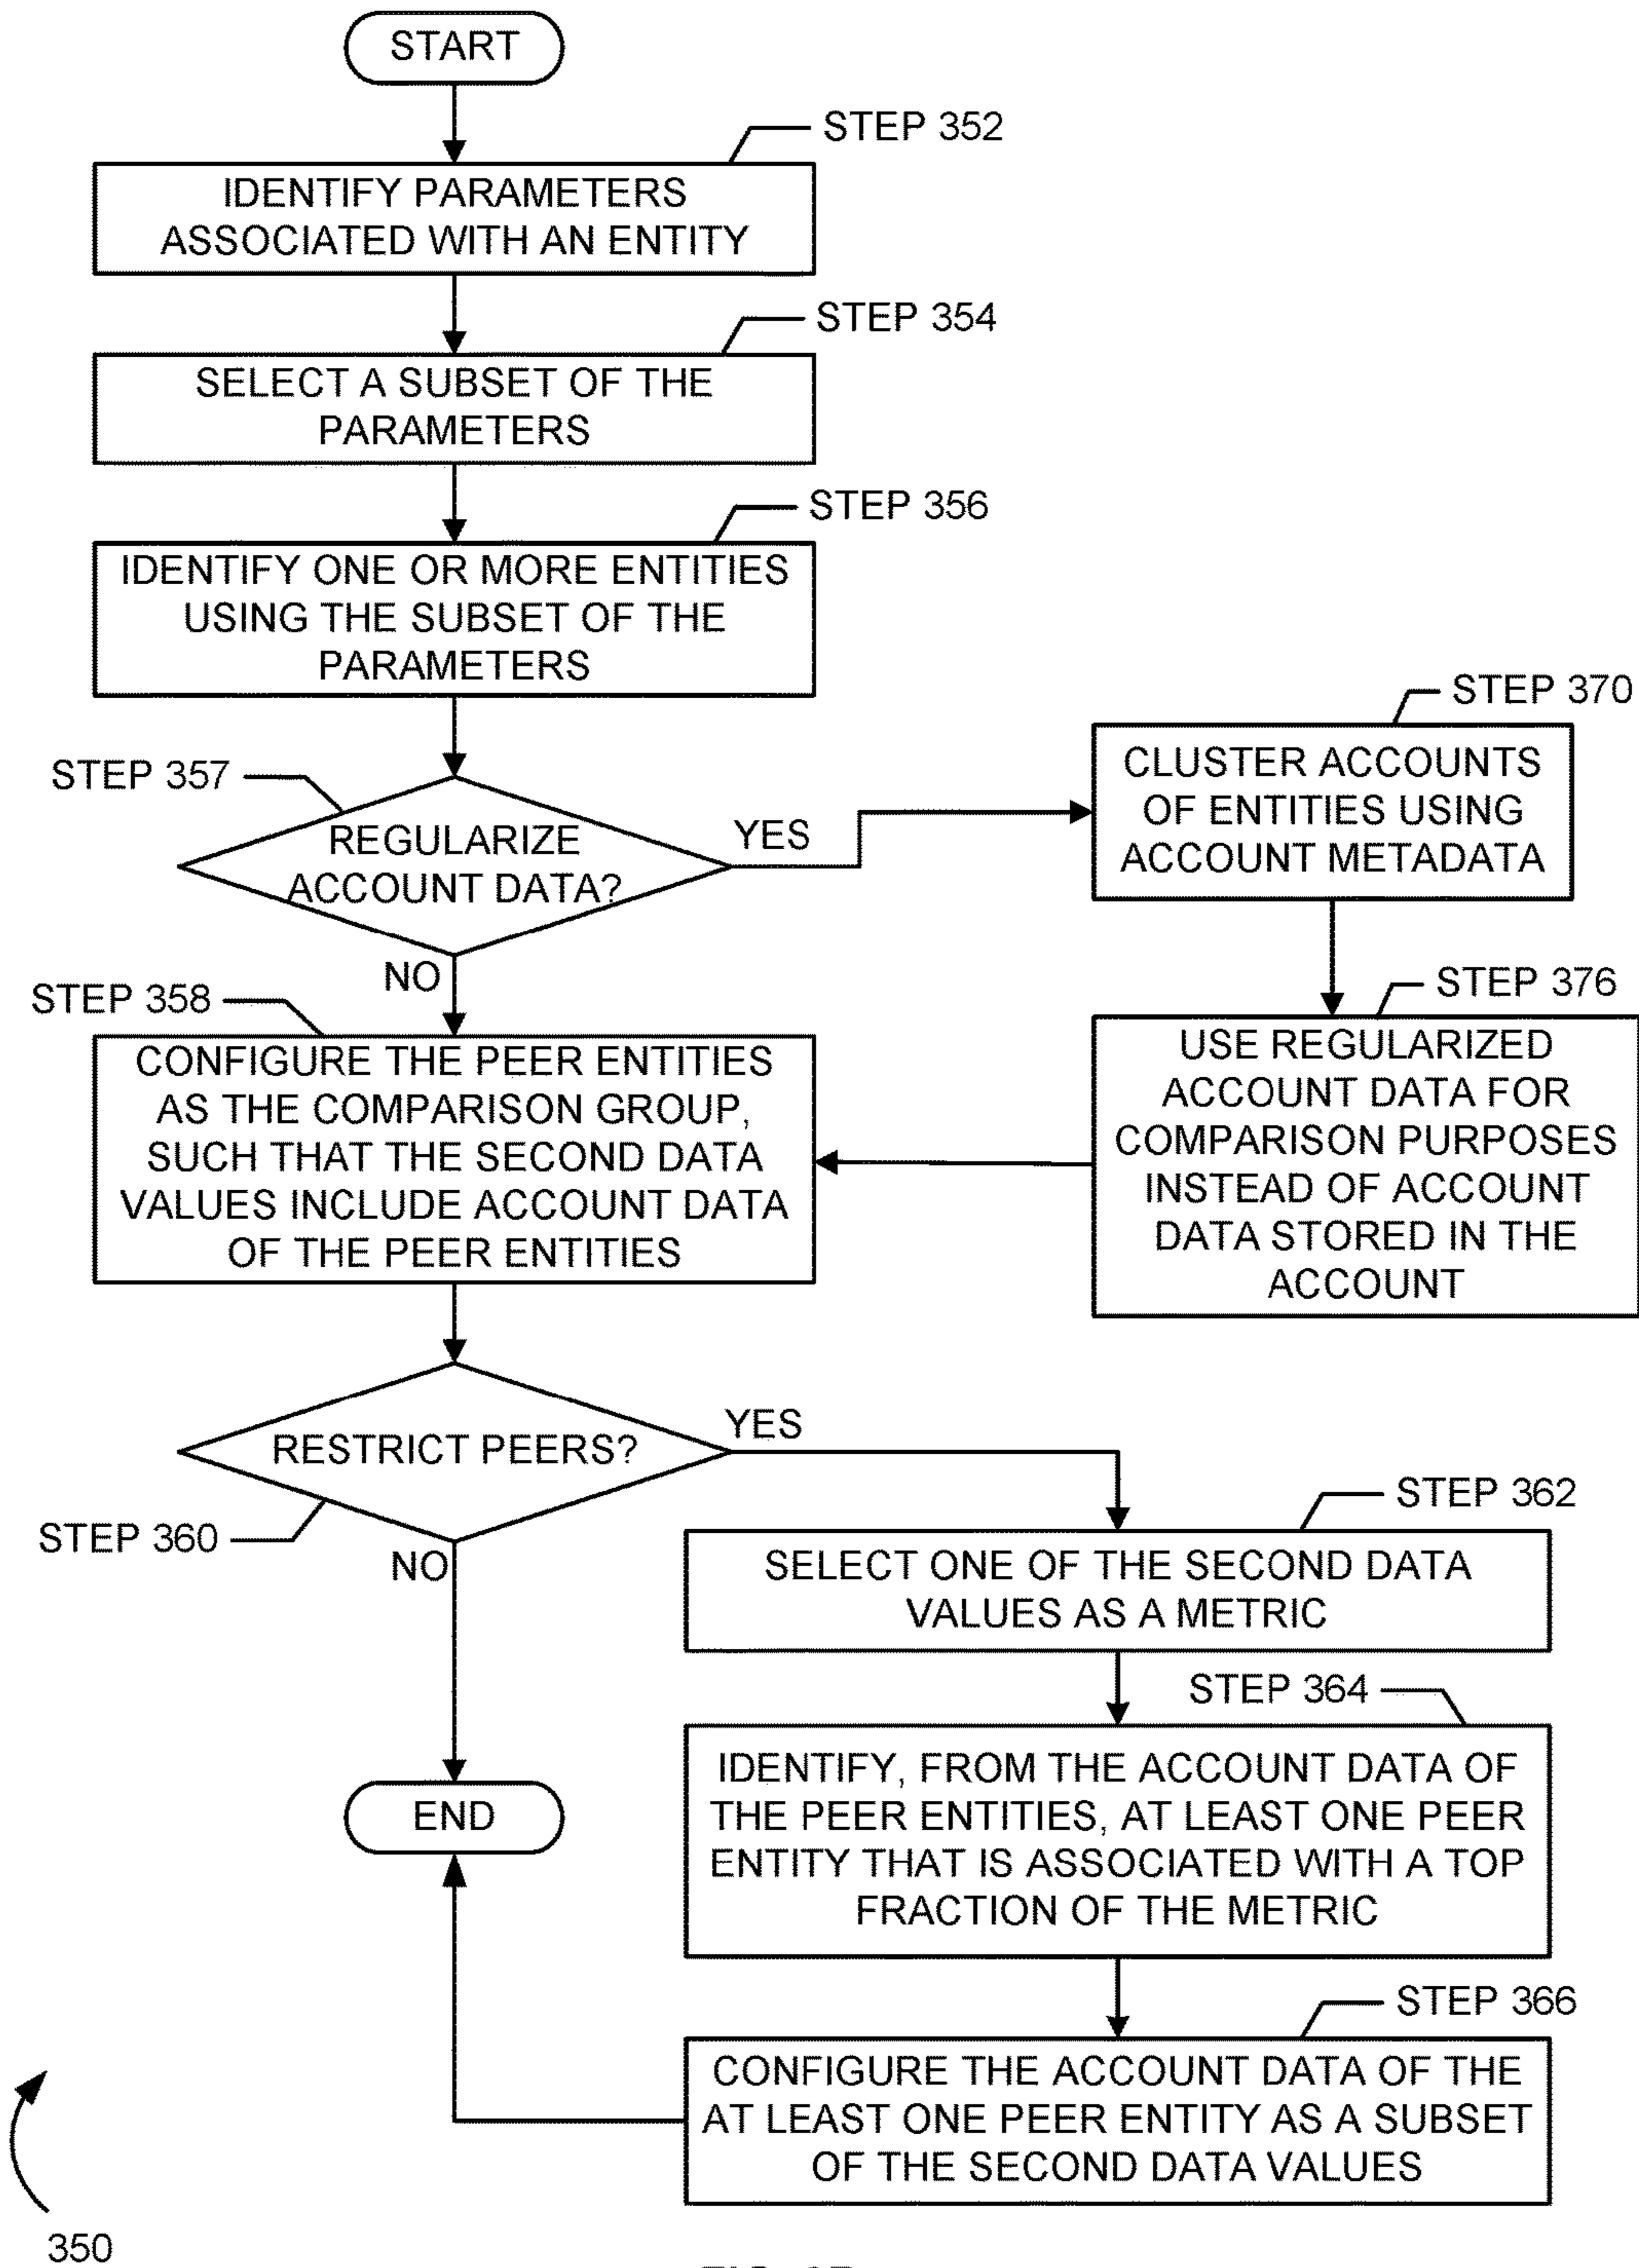 START
STEP 352
IDENTIFY PARAMETERS
ASSOCIATED WITH AN ENTITY
STEP 354
SELECT A SUBSET OF THE
PARAMETERS
STEP 356
IDENTIFY ONE OR MORE ENTITIES
USING THE SUBSET OF THE
PARAMETERS
STEP 357
REGULARIZE
ACCOUNT DATA?
YES
NO
STEP 370
CLUSTER ACCOUNTS
OF ENTITIES USING
ACCOUNT METADATA
STEP 376
USE REGULARIZED
ACCOUNT DATA FOR
COMPARISON PURPOSES
INSTEAD OF ACCOUNT
DATA STORED IN THE
ACCOUNT
STEP 358
CONFIGURE THE PEER ENTITIES
AS THE COMPARISON GROUP,
SUCH THAT THE SECOND DATA
VALUES INCLUDE ACCOUNT DATA
OF THE PEER ENTITIES
RESTRICT PEERS?
YES
STEP 360
NO
STEP 362
SELECT ONE OF THE SECOND DATA
VALUES AS A METRIC
STEP 364
IDENTIFY, FROM THE ACCOUNT DATA OF
THE PEER ENTITIES, AT LEAST ONE PEER
ENTITY THAT IS ASSOCIATED WITH A TOP
FRACTION OF THE METRIC
END
STEP 366
CONFIGURE THE ACCOUNT DATA OF THE
AT LEAST ONE PEER ENTITY AS A SUBSET
OF THE SECOND DATA VALUES
350